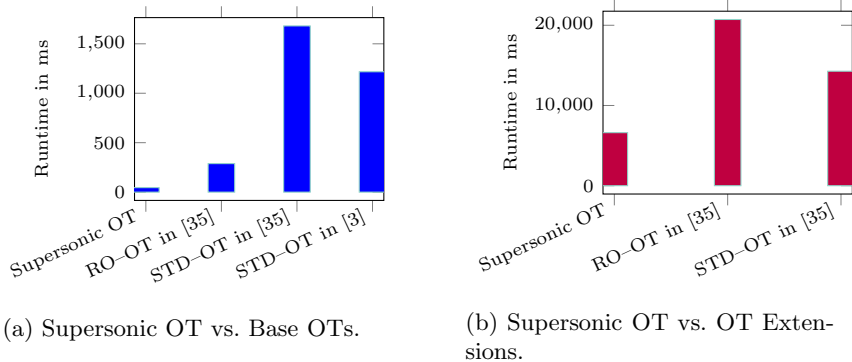 Runtime in ms
1,500
1,000
500
0
Supersonic OT
RO–OT in [35]
STD–OT in [35]
STD–OT in [3]
(a) Supersonic OT vs. Base OTs.
Runtime in ms
20,000
10,000
0
Supersonic OT
RO–OT in [35]
STD–OT in [35]
(b) Supersonic OT vs. OT Exten-
sions.